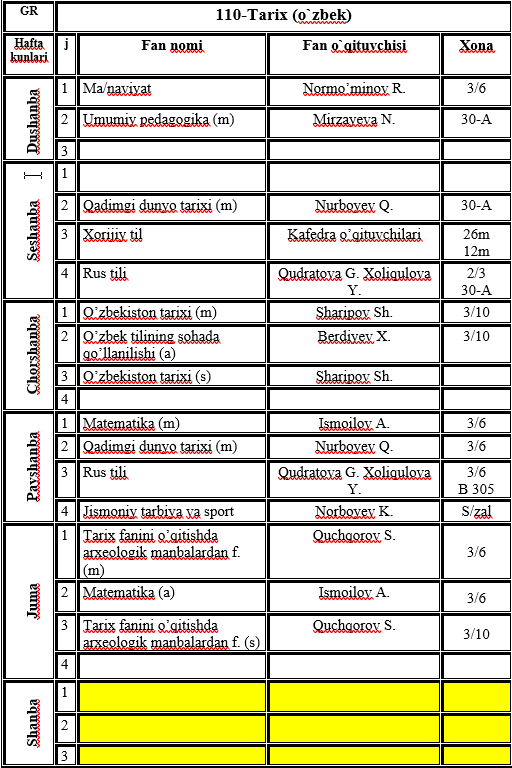 GR 110-Tarix (o`zbek)
Hafta kunlari j Fan nomi Fan o`qituvchisi Xona
Dushanba
1 Ma/naviyat Normo’minov R. 3/6
2 Umumiy pedagogika (m) Mirzayeva N. 30-A
3
Seshanba
1
2 Qadimgi dunyo tarixi (m) Nurboyev Q. 30-A
3 Xorijiy til Kafedra o’qituvchilari 26m
12m
4 Rus tili Qudratova G. Xoliqulova 2/3
Y. 30-A
Chorshanba
1 O’zbekiston tarixi (m) Sharipov Sh. 3/10
2 O’zbek tilining sohada Berdiyev X. 3/10
qo’llanilishi (a)
3 O’zbekiston tarixi (s) Sharipov Sh.
4
Payshanba
1 Matematika (m) Ismoilov A. 3/6
2 Qadimgi dunyo tarixi (m) Nurboyev Q. 3/6
3 Rus tili Qudratova G. Xoliqulova 3/6
Y. B 305
4 Jismoniy tarbiya va sport Norboyev K. S/zal
Juma
1 Tarix fanini o’qitishda Quchqorov S.
arxeologik manbalardan f. 3/6
(m)
2 Matematika (a) Ismoilov A. 3/6
3 Tarix fanini o’qitishda Quchqorov S. 3/10
arxeologik manbalardan f. (s)
4
Shanba
1
2
3